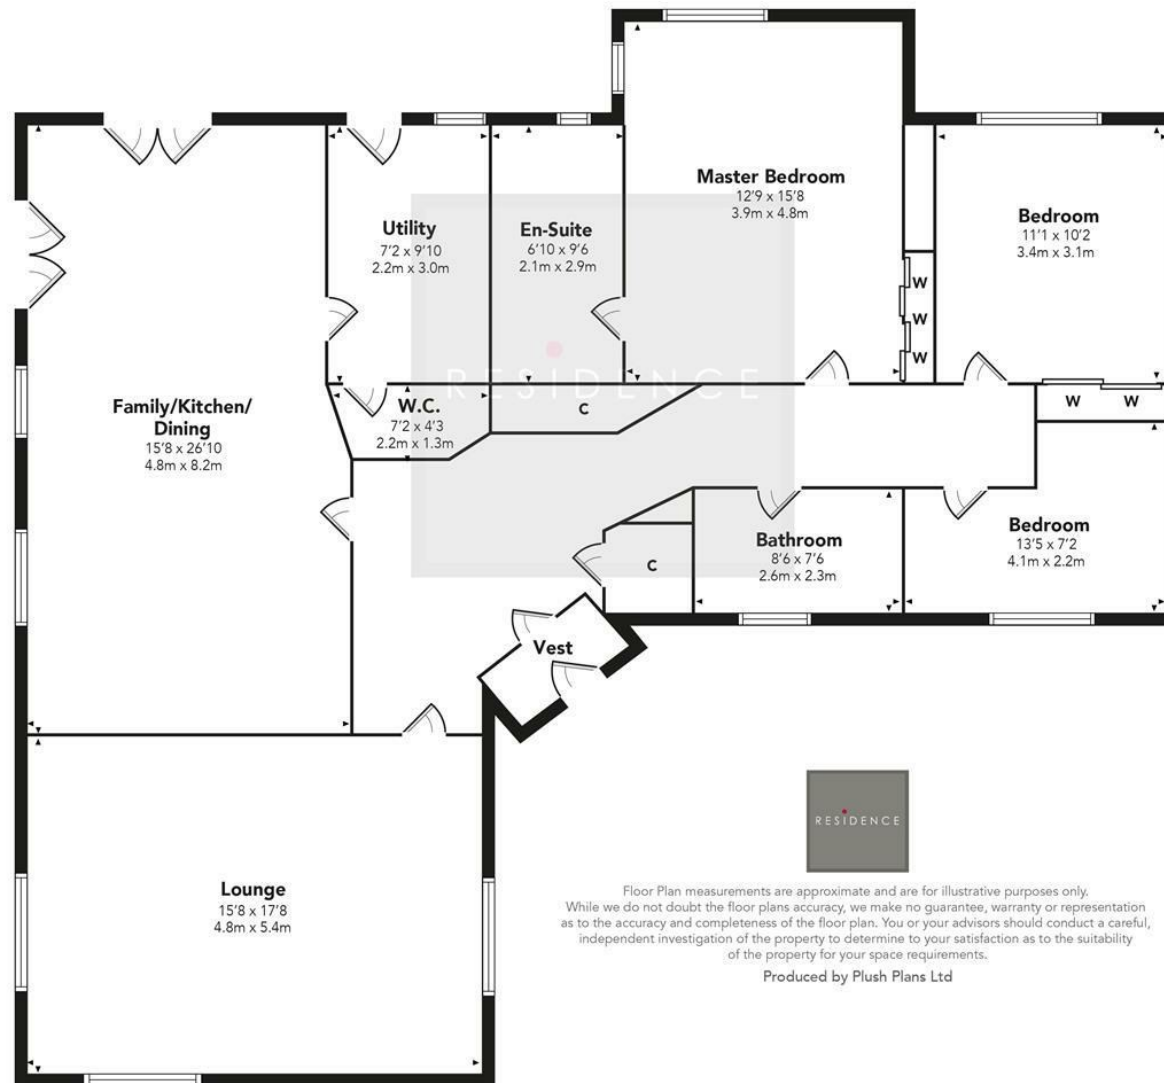 Master Bedroom
12'9 x 15'8
3.9m x 4.8m
Bedroom
11'1 x 10'2
3.4m x 3.1m
Utility
7'2 x 9'10
2.2m x 3.0m
En-Suite
6'10 x 9'6
2.1m x 2.9m
W
W
W
RESIDENCE
Family/Kitchen/
Dining
15'8 x 26'10
4.8m x 8.2m
W.C.
7'2 x 4'3
2.2m x 1.3m
C
W
W
Bathroom
8'6 x 7'6
2.6m x 2.3m
Bedroom
13'5 x 7'2
4.1m x 2.2m
C
Vest
Lounge
15'8 x 17'8
4.8m x 5.4m
RESIDENCE
Floor Plan measurements are approximate and are for illustrative purposes only.
While we do not doubt the floor plans accuracy, we make no guarantee, warranty or representation
as to the accuracy and completeness of the floor plan. You or your advisors should conduct a careful,
independent investigation of the property to determine to your satisfaction as to the suitability
of the property for your space requirements.
Produced by Plush Plans Ltd